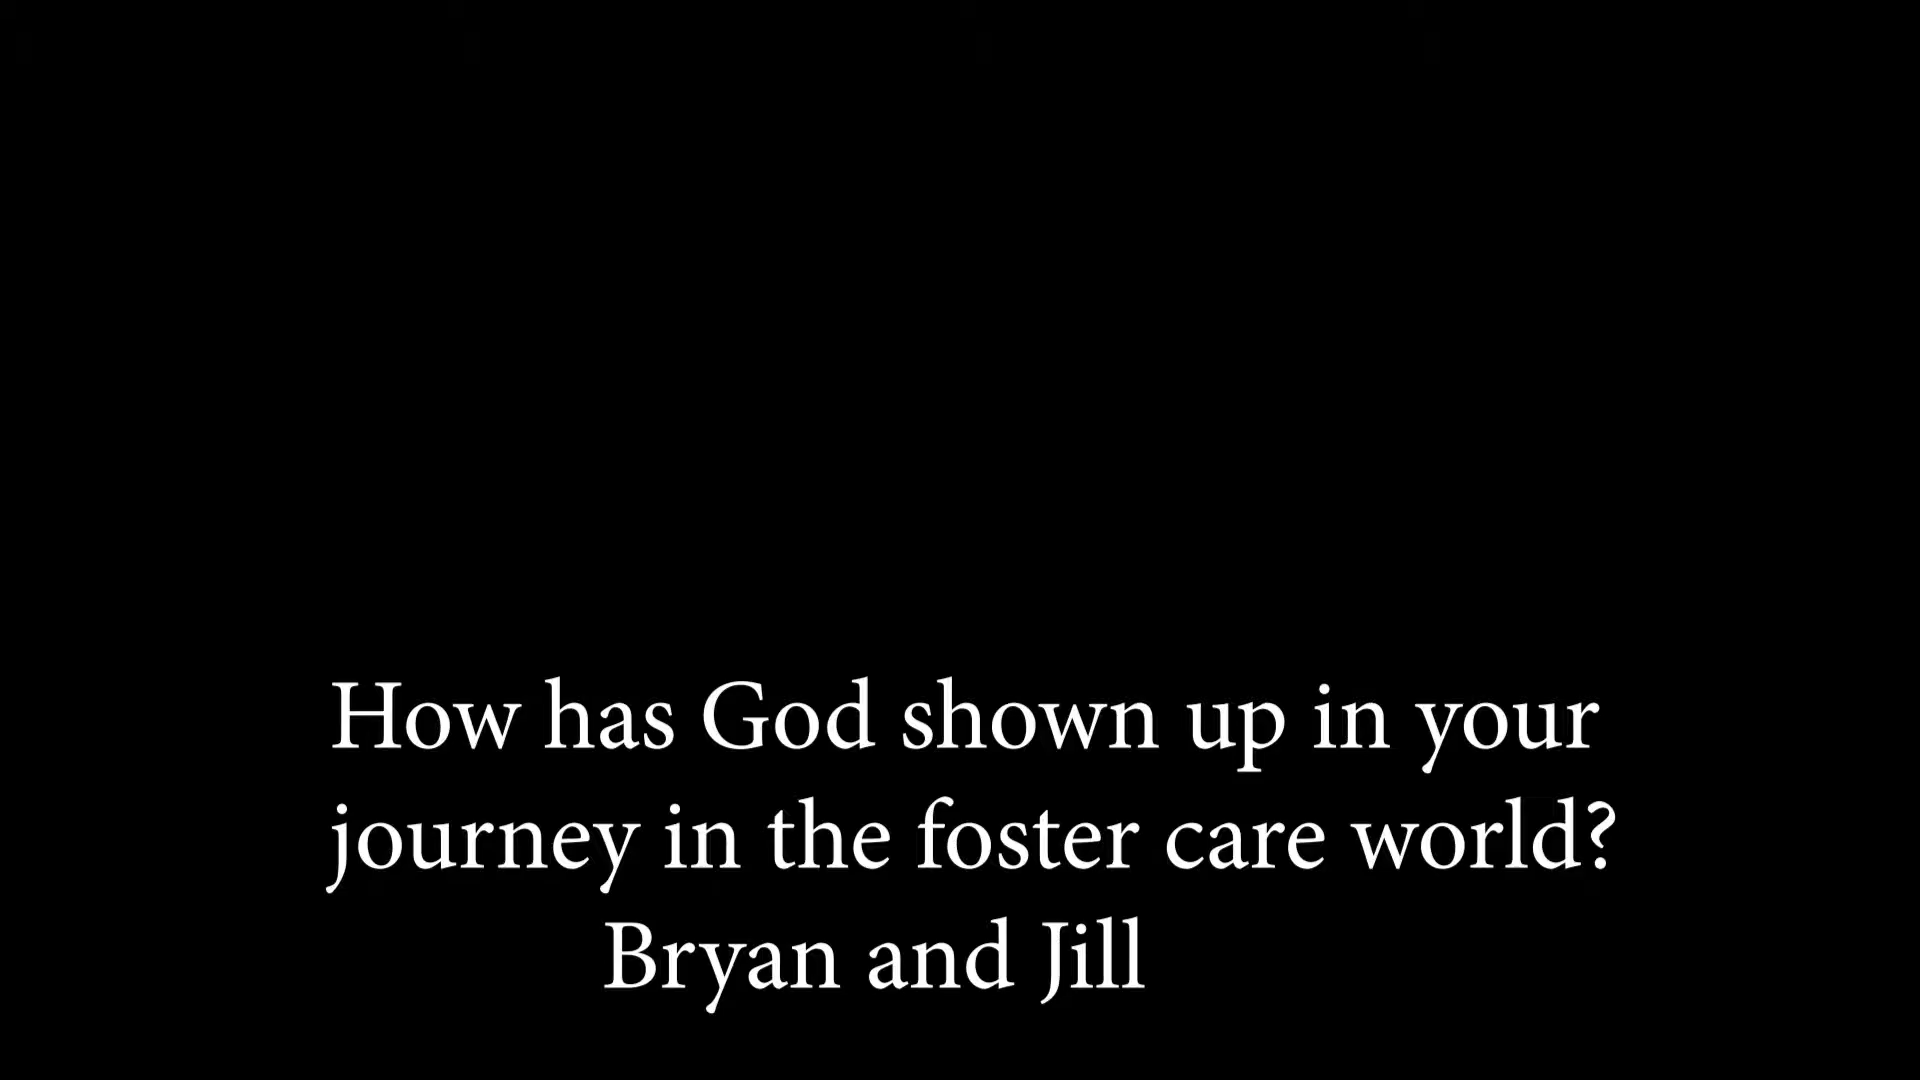 How has God shown up in your
journey in the foster care world?
Bryan and Jill